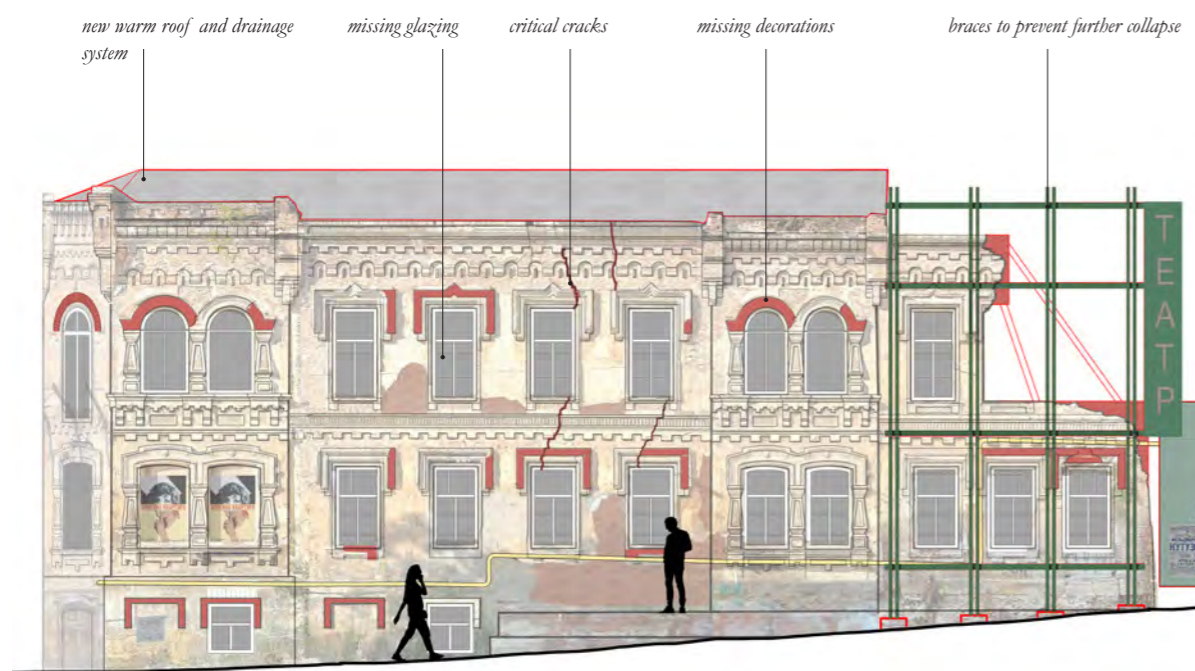 new warm roof and drainage
system
missing glazing
critical cracks
missing decorations
braces to prevent further collapse
ТЕАТР